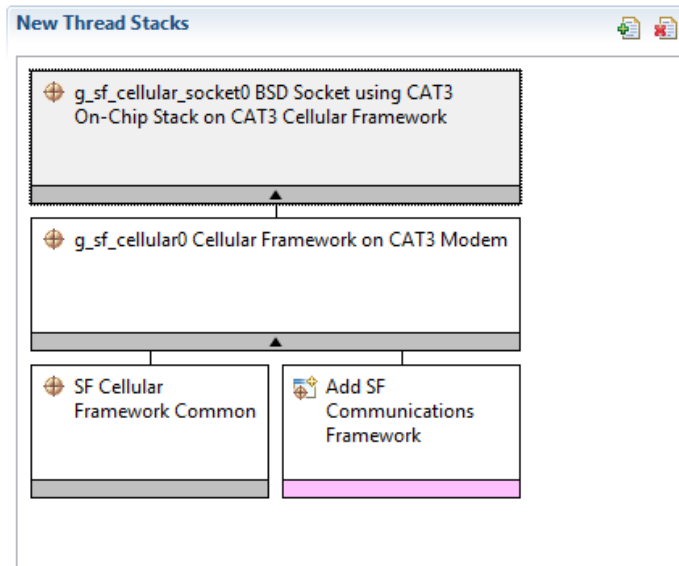 New Thread Stacks
g_sf_cellular_socket0 BSD Socket using CAT3
On-Chip Stack on CAT3 Cellular Framework
g_sf_cellular0 Cellular Framework on CAT3 Modem
SF Cellular
Framework Common
Add SF
Communications
Framework